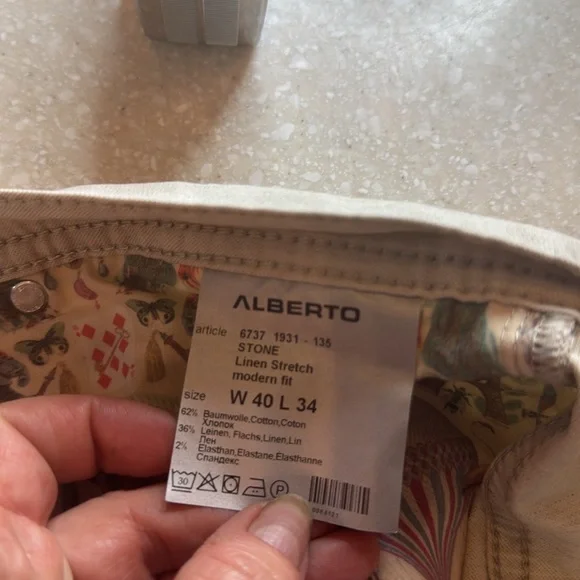 ALBERTO
article 6737 1931 - 135
STONE
Linen Stretch
modern fit
size W 40 L 34
62% Baumwolle,Cotton,Coton
Хлопок
36% Leinen, Flachs,Linen,Lin
Лен
2% Elasthan,Elastane,Elasthanne
Спандекс
30 P